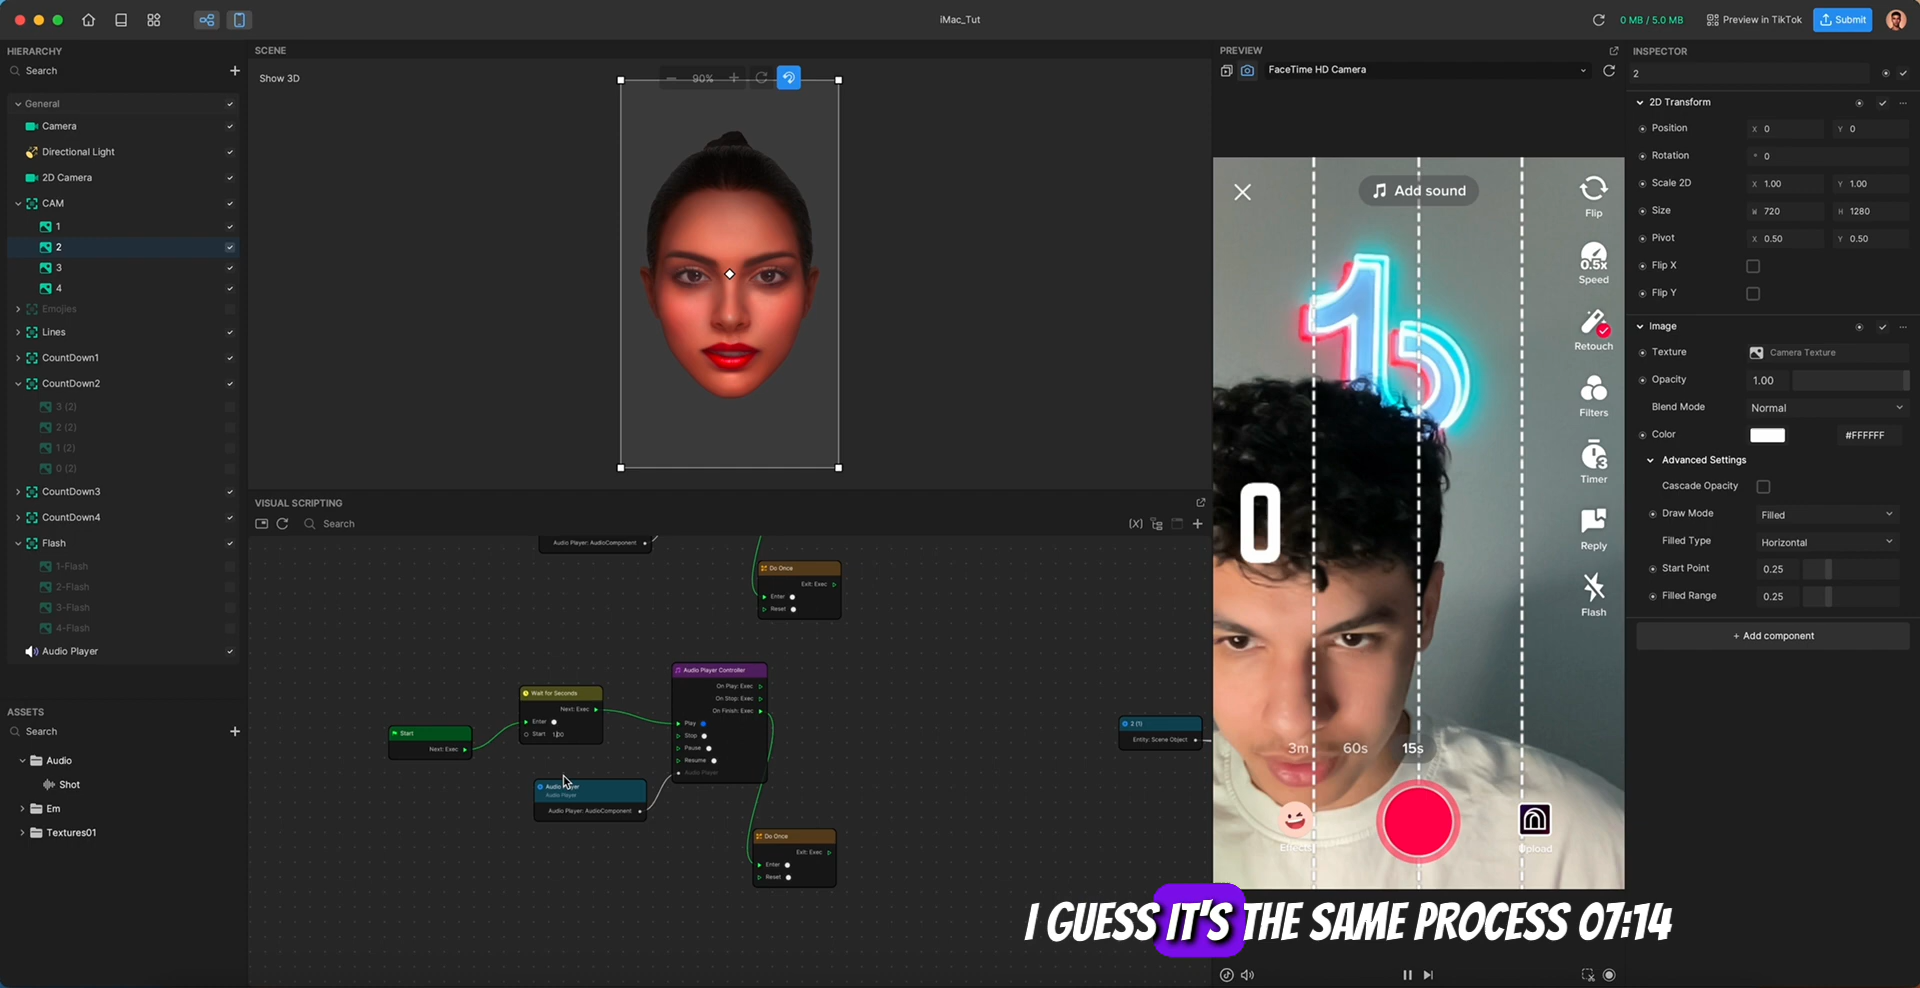 iMac_Tut
0 MB / 5.0 MB
Preview in TikTok
Submit
HIERARCHY
Search
General
Camera
Directional Light
2D Camera
CAM
1
2
3
4
Emojies
Lines
CountDown1
CountDown2
3 (2)
2 (2)
1 (2)
0 (2)
CountDown3
CountDown4
Flash
1-Flash
2-Flash
3-Flash
4-Flash
Audio Player
ASSETS
Search
Audio
Shot
Em
Textures01
SCENE
Show 3D
90%
VISUAL SCRIPTING
Search
(X)
Audio Player: AudioComponent
Do Once
Exit: Exec
Enter
Reset
Start
Next: Exec
Wait for Seconds
Next: Exec
Enter
Start
Audio Player Controller
On Play: Exec
On Stop: Exec
On Finish: Exec
Play
Stop
Pause
Resume
Audio Player
Audio Player
Audio Player: AudioComponent
Do Once
Exit: Exec
Enter
Reset
2 (1)
Entity: Scene Object
PREVIEW
FaceTime HD Camera
Add sound
Flip
0.5x
Speed
Retouch
Filters
3
Timer
Reply
Flash
15
0
3m 60s 15s
Effects
Upload
I GUESS IT'S THE SAME PROCESS 07:14
INSPECTOR
2
2D Transform
Position X 0 Y 0
Rotation ° 0
Scale 2D X 1.00 Y 1.00
Size W 720 H 1280
Pivot X 0.50 Y 0.50
Flip X
Flip Y
Image
Texture Camera Texture
Opacity 1.00
Blend Mode Normal
Color #FFFFFF
Advanced Settings
Cascade Opacity
Draw Mode Filled
Filled Type Horizontal
Start Point 0.25
Filled Range 0.25
+ Add component